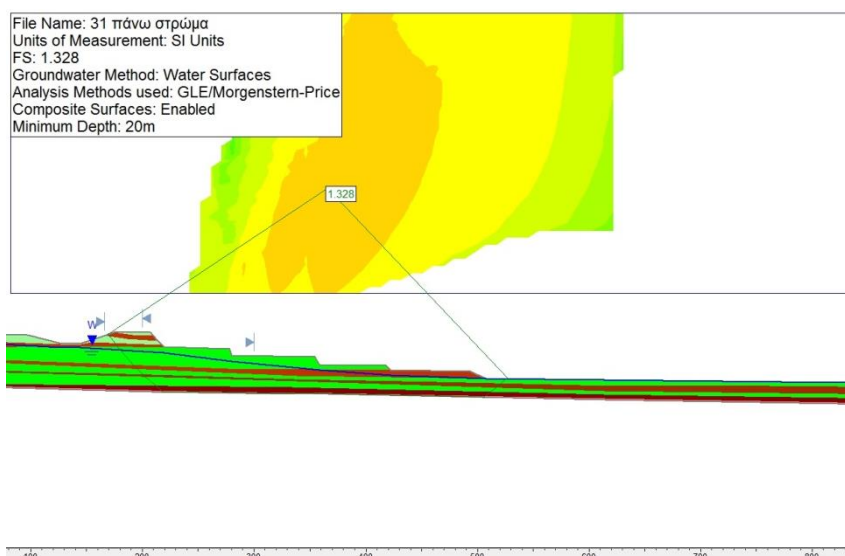 File Name: 31 πάνω στρώμα
Units of Measurement: SI Units
FS: 1.328
Groundwater Method: Water Surfaces
Analysis Methods used: GLE/Morgenstern-Price
Composite Surfaces: Enabled
Minimum Depth: 20m
1.328
W